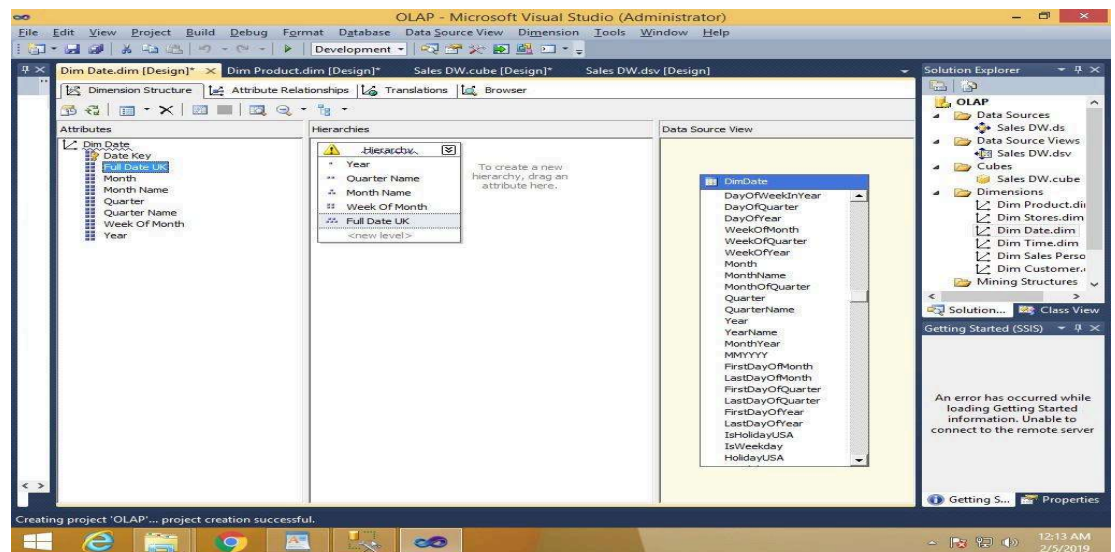 OLAP - Microsoft Visual Studio (Administrator)
File Edit View Project Build Debug Format Database Data Source View Dimension Tools Window Help
Development
Dim Date.dim [Design]* Dim Product.dim [Design]* Sales DW.cube [Design]* Sales DW.dsv [Design]
Dimension Structure Attribute Relationships Translations Browser
Attributes
Dim Date
Date Key
Full Date UK
Month
Month Name
Quarter
Quarter Name
Week Of Month
Year
Hierarchies
Hierarchy
Year
Quarter Name
Month Name
Week Of Month
Full Date UK
<new level>
To create a new
hierarchy, drag an
attribute here.
Data Source View
DimDate
DayOfWeekInYear
DayOfQuarter
DayOfYear
WeekOfMonth
WeekOfQuarter
WeekOfYear
Month
MonthName
MonthOfQuarter
Quarter
QuarterName
Year
YearName
MonthYear
MMYYYY
FirstDayOfMonth
LastDayOfMonth
FirstDayOfQuarter
LastDayOfQuarter
FirstDayOfYear
LastDayOfYear
IsHolidayUSA
IsWeekday
HolidayUSA
Solution Explorer
OLAP
Data Sources
Sales DW.ds
Data Source Views
Sales DW.dsv
Cubes
Sales DW.cube
Dimensions
Dim Product.di
Dim Stores.dim
Dim Date.dim
Dim Time.dim
Dim Sales Perso
Dim Customer.
Mining Structures
Solution... Class View
Getting Started (SSIS)
An error has occurred while
loading Getting Started
information. Unable to
connect to the remote server
Getting S... Properties
Creating project 'OLAP'... project creation successful.
12:13 AM
2/5/2019